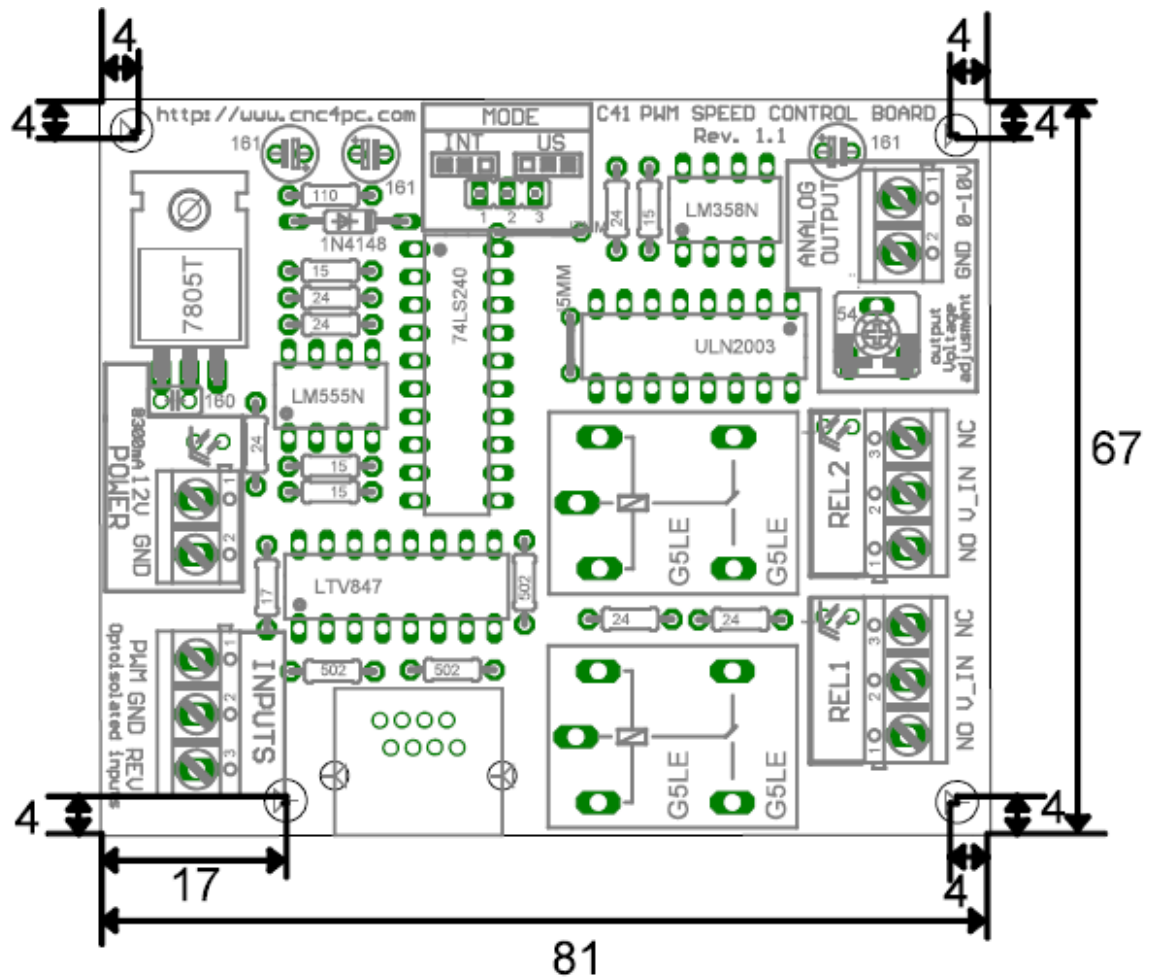 4
4
4
4
http://www.cnc4pc.com
MODE
C41 PWM SPEED CONTROL BOARD
Rev. 1.1
161
161
161
INT
US
1
2
3
110
1N4148
24
15
LM358N
ANALOG
OUTPUT
1
2
GND 0-10V
7805T
15
24
24
74LS240
5MM
ULN2003
54
output
Voltage
adjusment
LM555N
160
24
15
15
POWER
@300mA
12V GND
1
2
G5LE
G5LE
REL2
3
2
1
NO V_IN NC
67
LTV847
17
502
24
24
REL1
3
2
1
NO V_IN NC
INPUTS
1
2
3
PWM GND REV
Optoisolated inputs
502
502
G5LE
G5LE
4
4
17
4
81